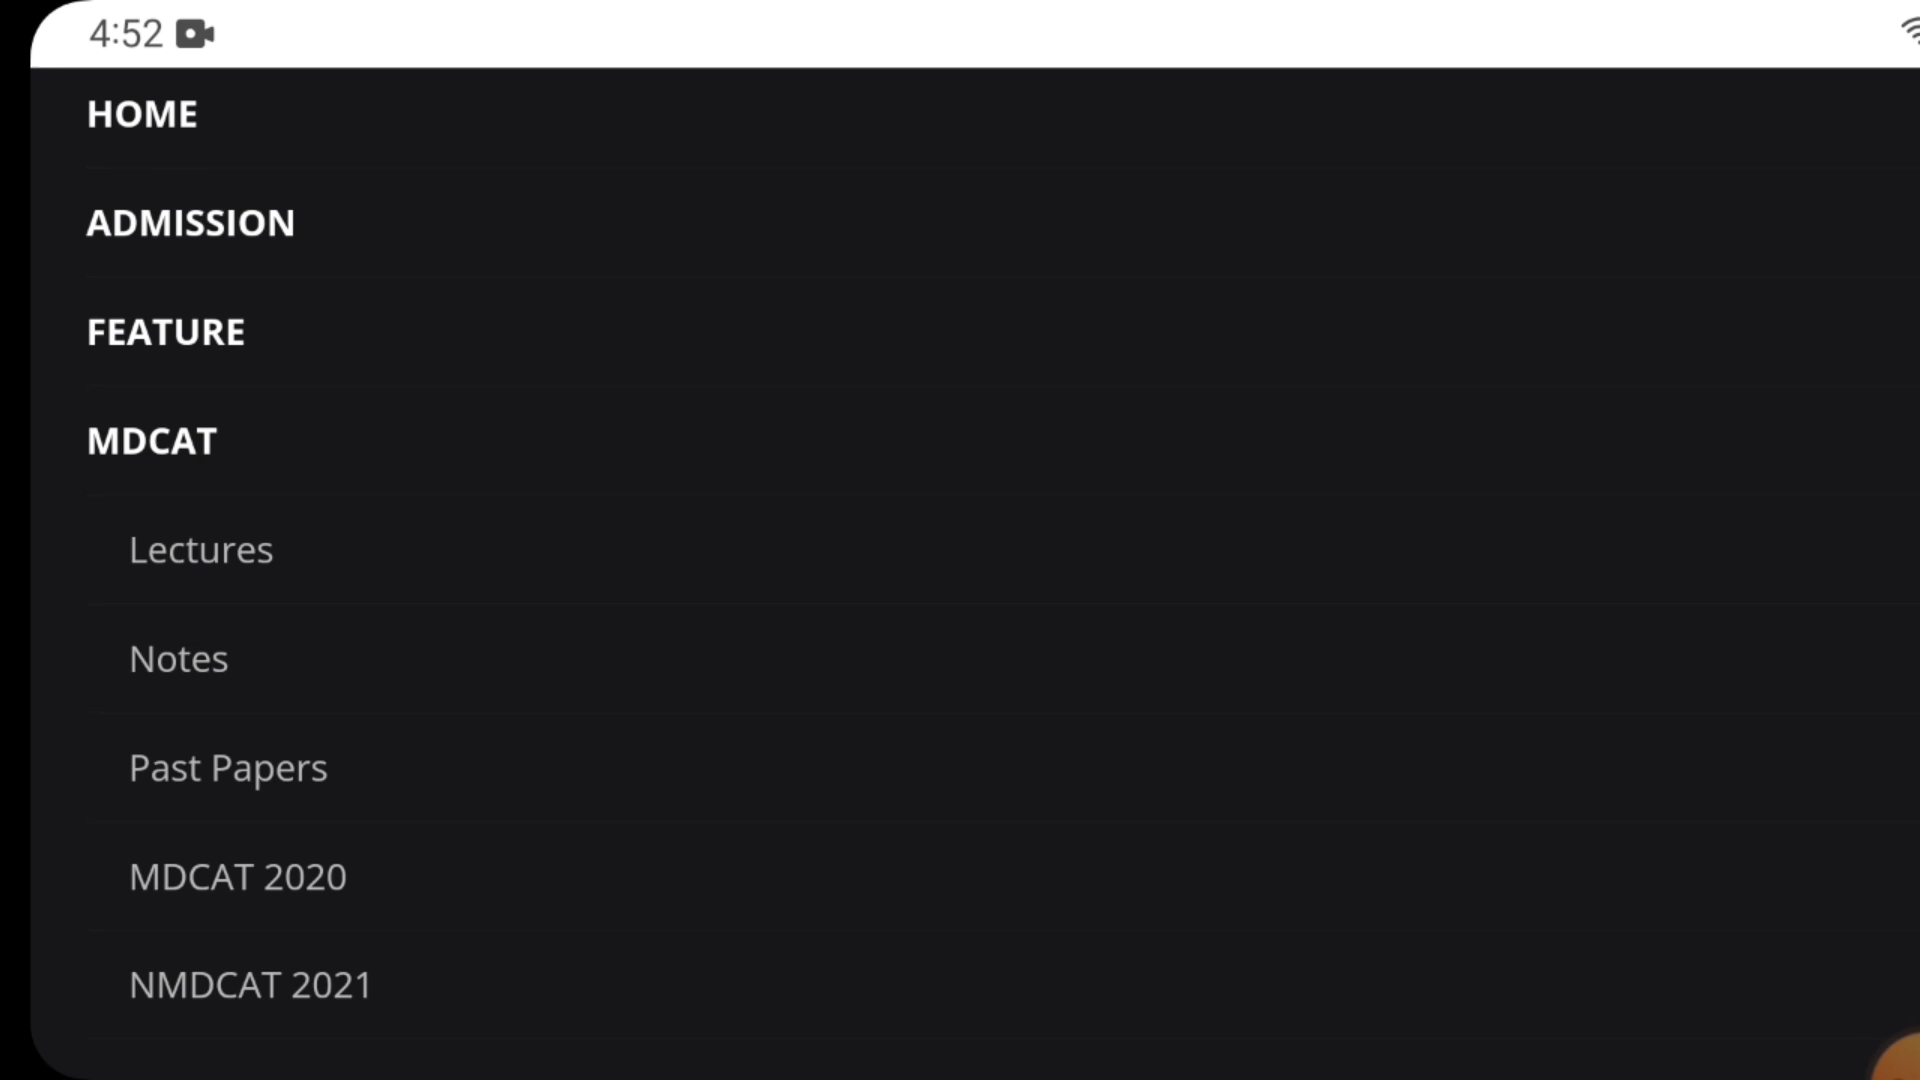 4:52
HOME
ADMISSION
FEATURE
MDCAT
Lectures
Notes
Past Papers
MDCAT 2020
NMDCAT 2021